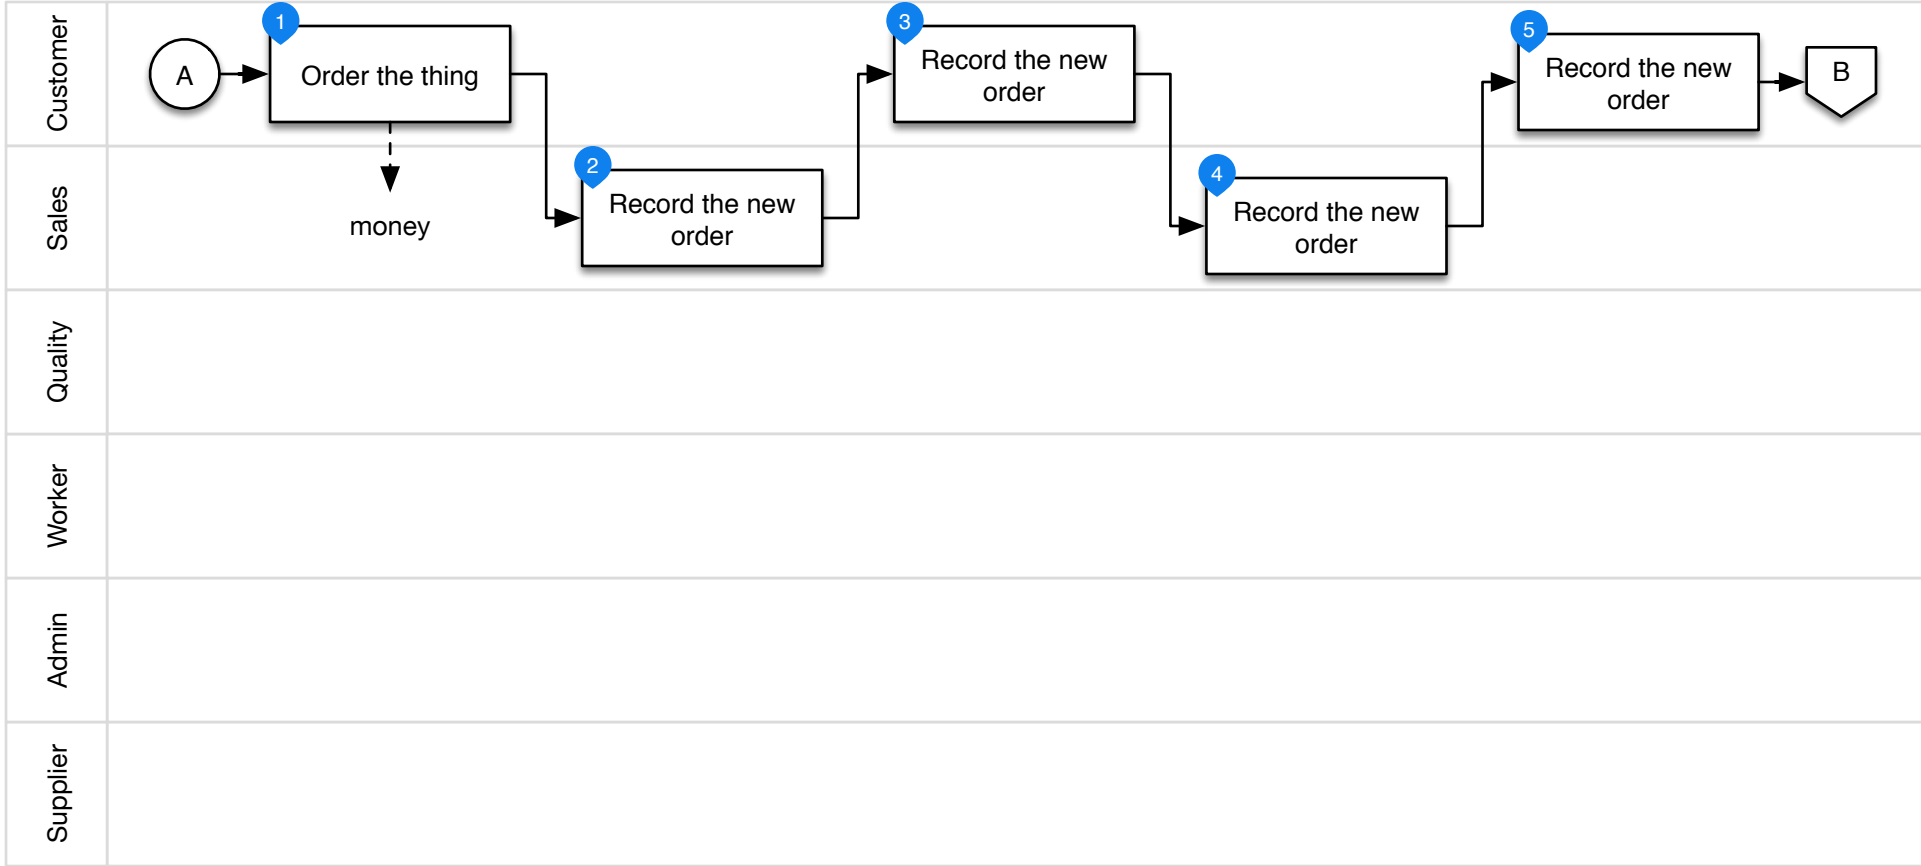 Customer
A
1
Order the thing
3
Record the new
order
5
Record the new
order
B
Sales
money
2
Record the new
order
4
Record the new
order
Quality
Worker
Admin
Supplier